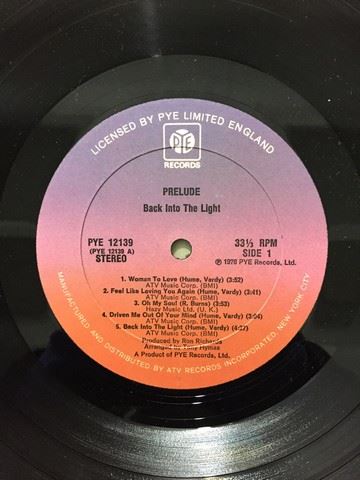 LICENSED BY PYE LIMITED ENGLAND
PYE
RECORDS
PRELUDE
Back Into The Light
PYE 12139
(PYE 12139 A)
STEREO
33⅓ RPM
SIDE 1
℗ 1976 PYE Records, Ltd.
1. Woman To Love (Hume, Vardy) (3:52)
ATV Music Corp. (BMI)
2. Feel Like Loving You Again (Hume, Vardy) (3:41)
ATV Music Corp. (BMI)
3. Oh My Soul (R. Burns) (3:53)
Hazy Music Ltd. (U. K.)
4. Driven Me Out Of Your Mind (Hume, Vardy) (3:04)
ATV Music Corp. (BMI)
5. Back Into The Light (Hume, Vardy)
ATV Music Corp. (BMI)
Produced by Ron Richards
Arranged by Tony Hymas
A Product of PYE Records, Ltd.
MANUFACTURED AND DISTRIBUTED BY ATV RECORDS INCORPORATED, NEW YORK CITY